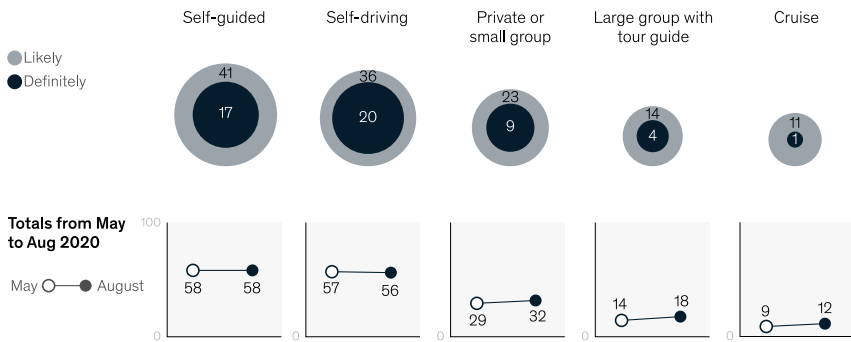 Self-guided
Self-driving
Private or
small group
Large group with
tour guide
Cruise
Likely
Definitely
41
17
36
20
23
9
14
4
11
1
Totals from May
to Aug 2020
May
August
100
0
58
58
0
57
56
0
29
32
0
14
18
0
9
12